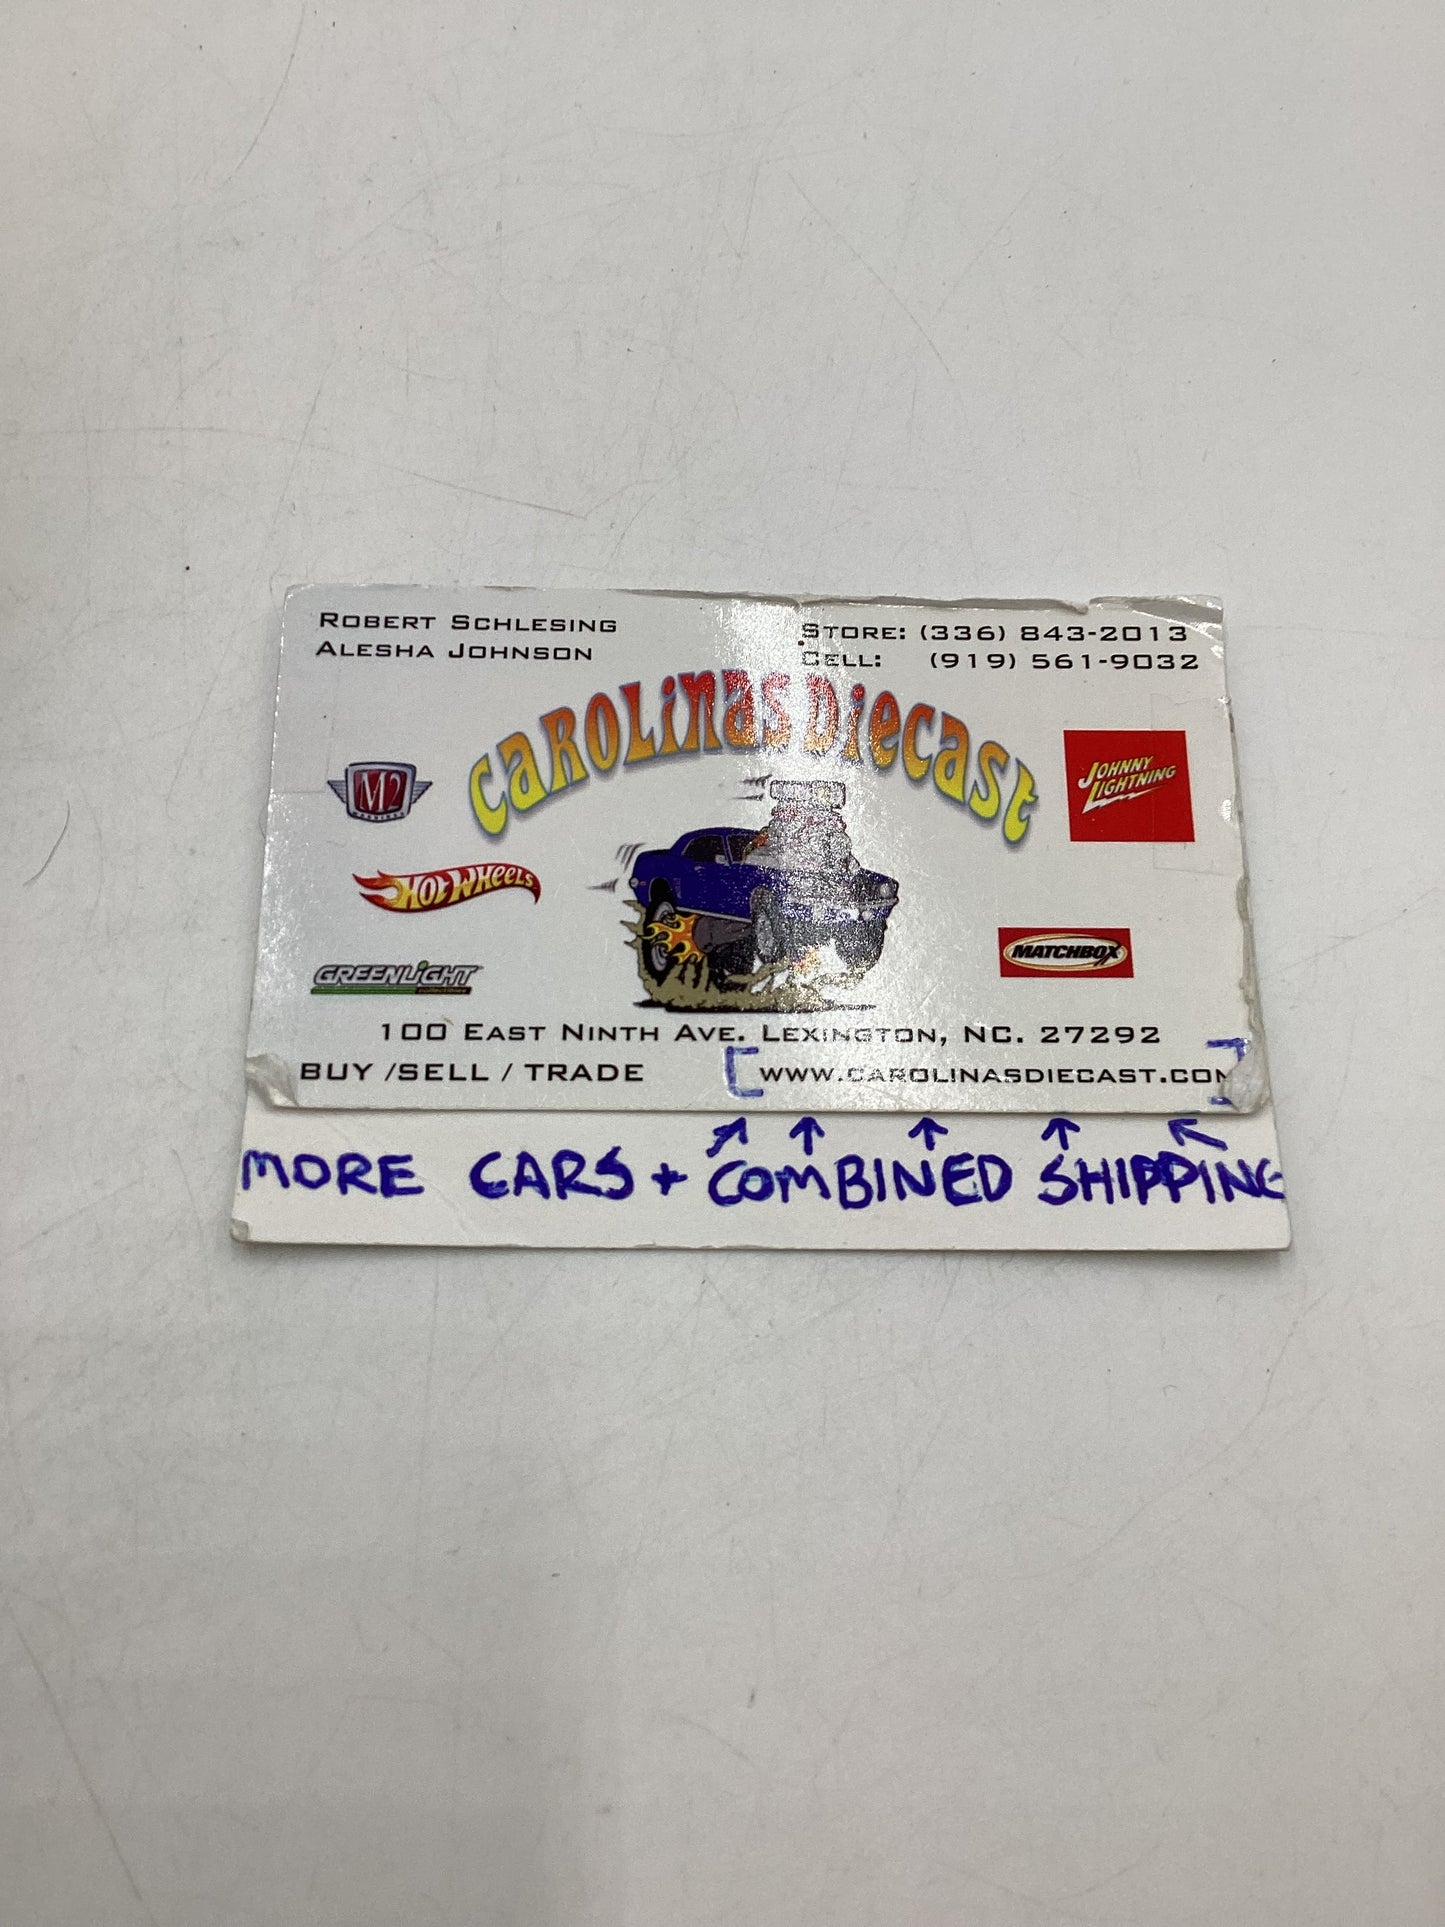 ROBERT SCHLESING
ALESHA JOHNSON
STORE: (336) 843-2013
CELL: (919) 561-9032
CAROLINAS DIECAST
M2
MACHINES
JOHNNY
LIGHTNING
HOT WHEELS
MATCHBOX
GREENLIGHT
collectibles
100 EAST NINTH AVE. LEXINGTON, NC. 27292
BUY /SELL / TRADE [WWW.CAROLINASDIECAST.COM]
MORE CARS + COMBINED SHIPPING